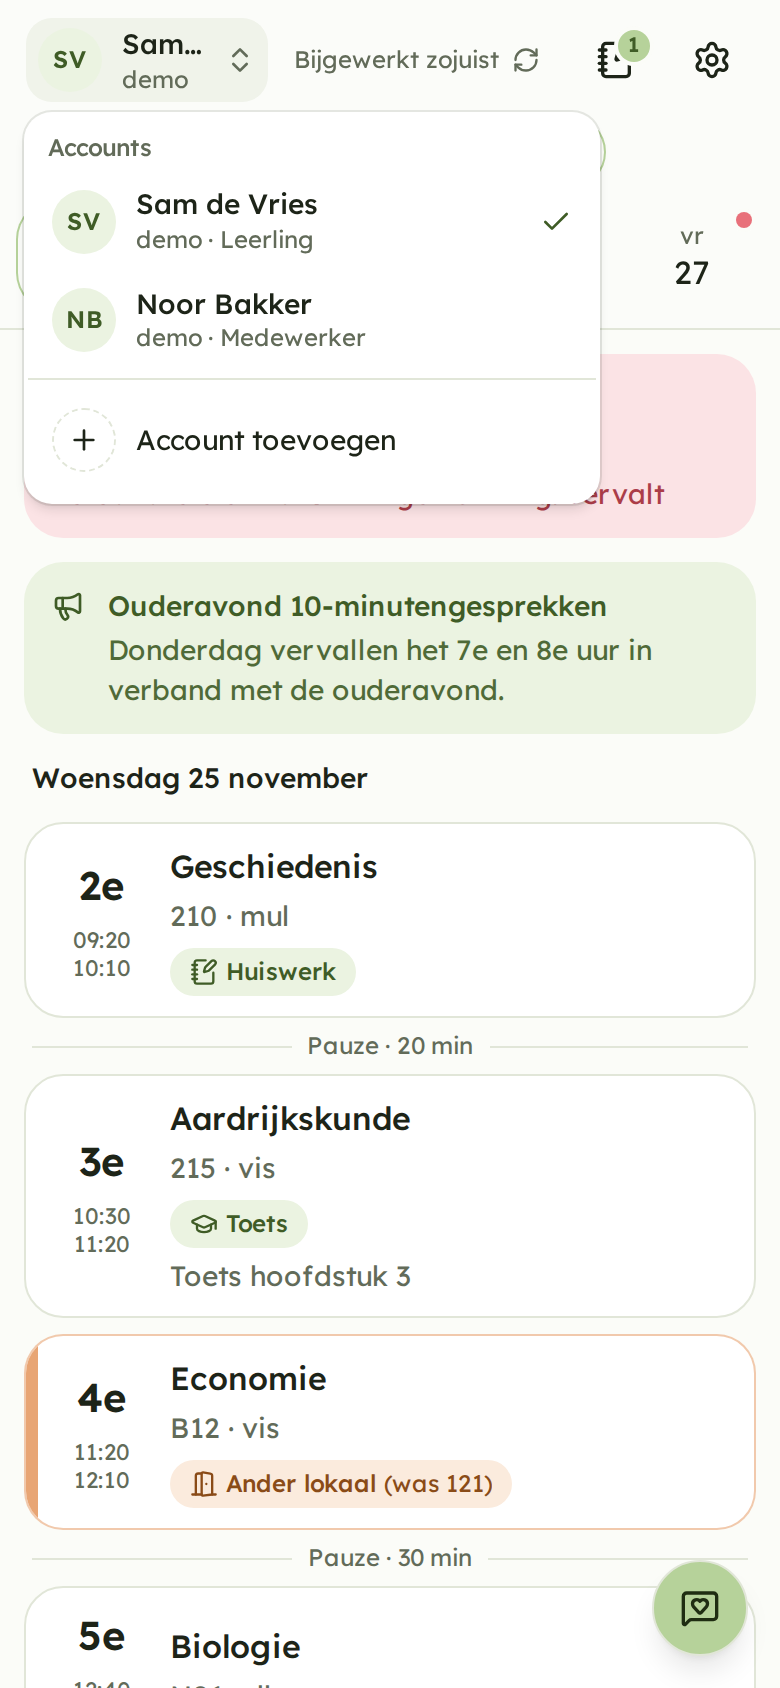 SV
Sam...
demo
Bijgewerkt zojuist
1
Accounts
SV
Sam de Vries
demo · Leerling
NB
Noor Bakker
demo · Medewerker
Account toevoegen
vr
27
Ouderavond 10-minutengesprekken
Donderdag vervallen het 7e en 8e uur in
verband met de ouderavond.
Woensdag 25 november
2e
09:20
10:10
Geschiedenis
210 · mul
Huiswerk
Pauze · 20 min
3e
10:30
11:20
Aardrijkskunde
215 · vis
Toets
Toets hoofdstuk 3
4e
11:20
12:10
Economie
B12 · vis
Ander lokaal (was 121)
Pauze · 30 min
5e
Biologie